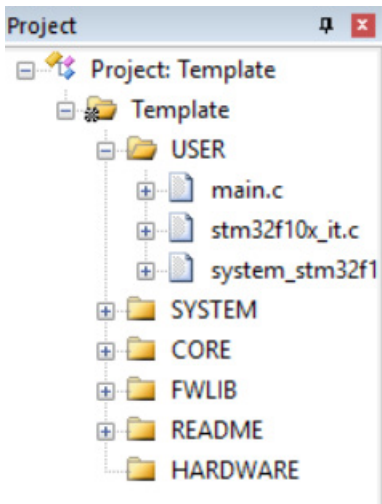 Project
Project: Template
Template
USER
main.c
stm32f10x_it.c
system_stm32f1
SYSTEM
CORE
FWLIB
README
HARDWARE